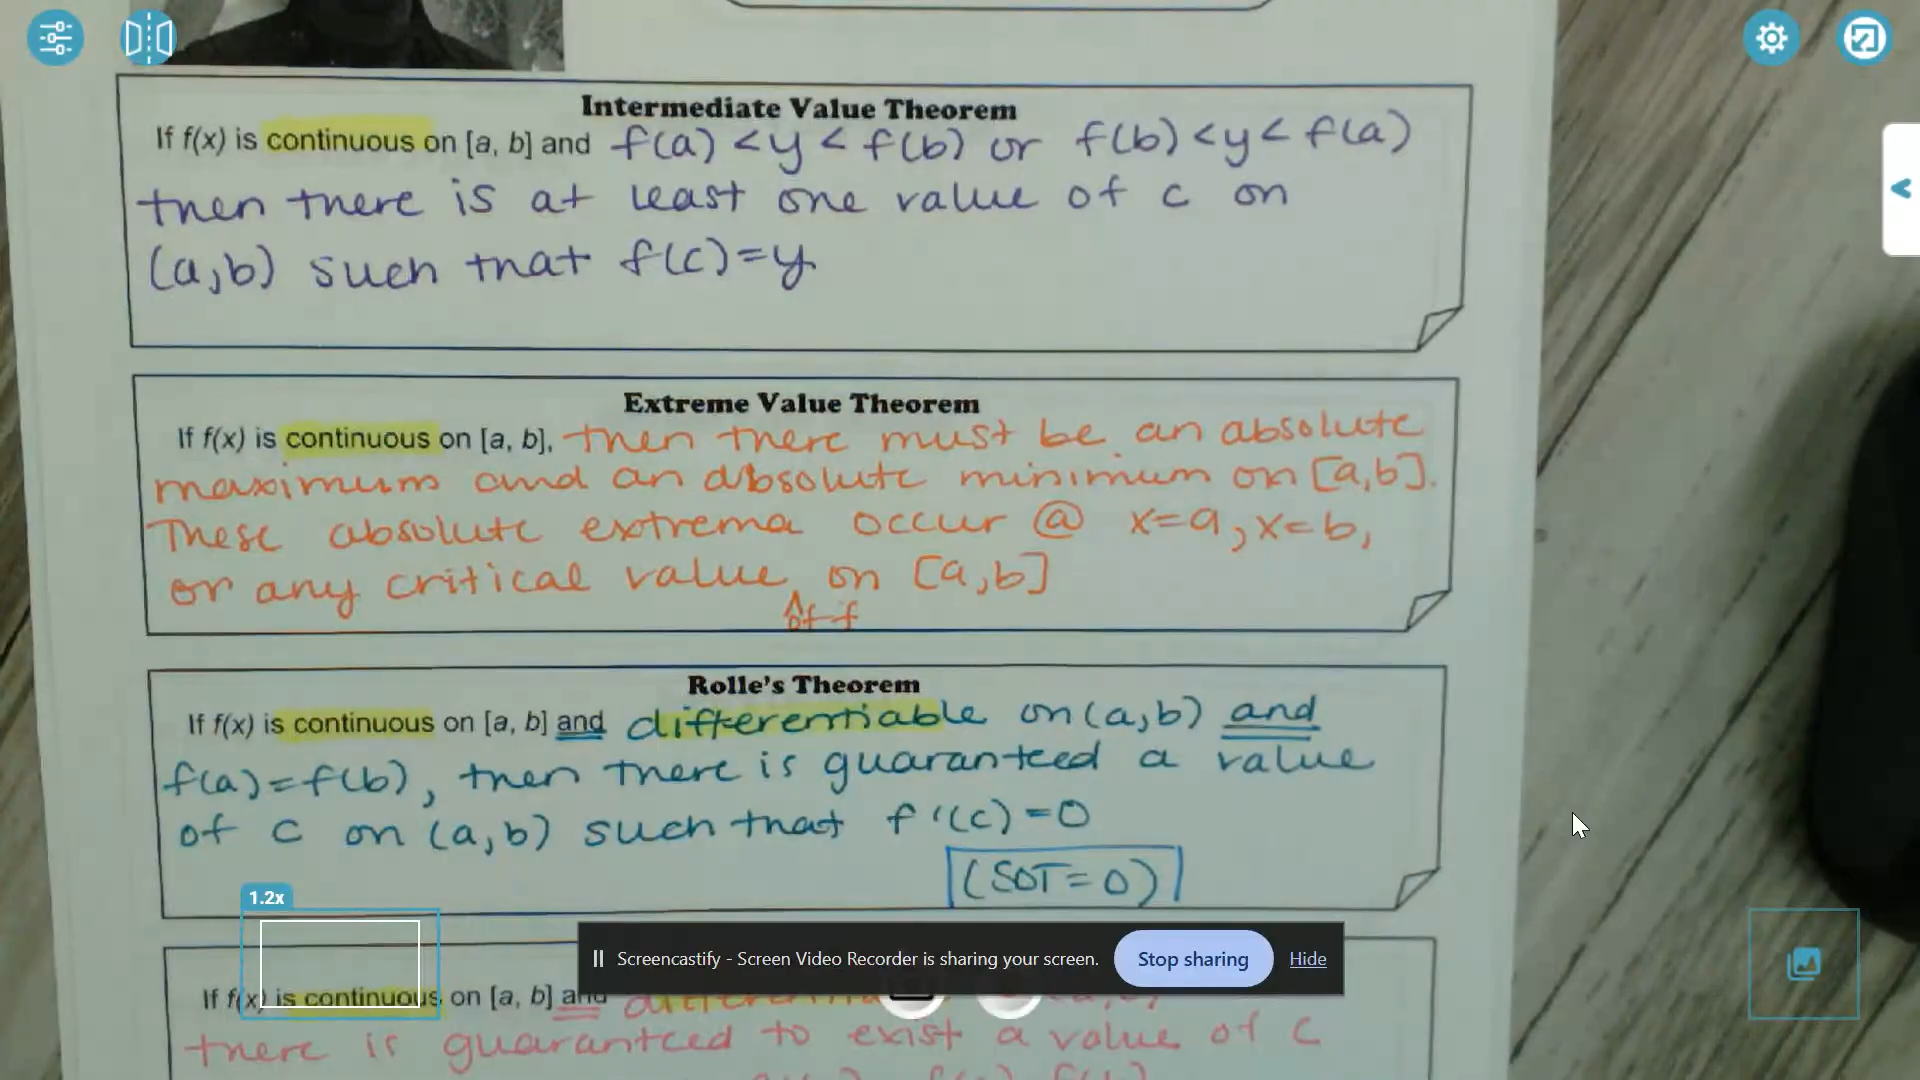 Intermediate Value Theorem
If f(x) is continuous on [a, b] and f(a) < y < f(b) or f(b) < y < f(a)
then there is at least one value of c on
(a,b) such that f(c)=y
Extreme Value Theorem
If f(x) is continuous on [a, b], then there must be an absolute
maximum and an absolute minimum on [a,b].
These absolute extrema occur @ x=a, x=b,
or any critical value on [a,b]
^ of f
Rolle's Theorem
If f(x) is continuous on [a, b] and differentiable on (a,b) and
f(a)=f(b), then there is guaranteed a value
of c on (a,b) such that f'(c)=0
(SOT=0)
1.2x
Screencastify - Screen Video Recorder is sharing your screen.
Stop sharing
Hide
If f(x) is continuous on [a, b] and
there is guaranteed to exist a value of c